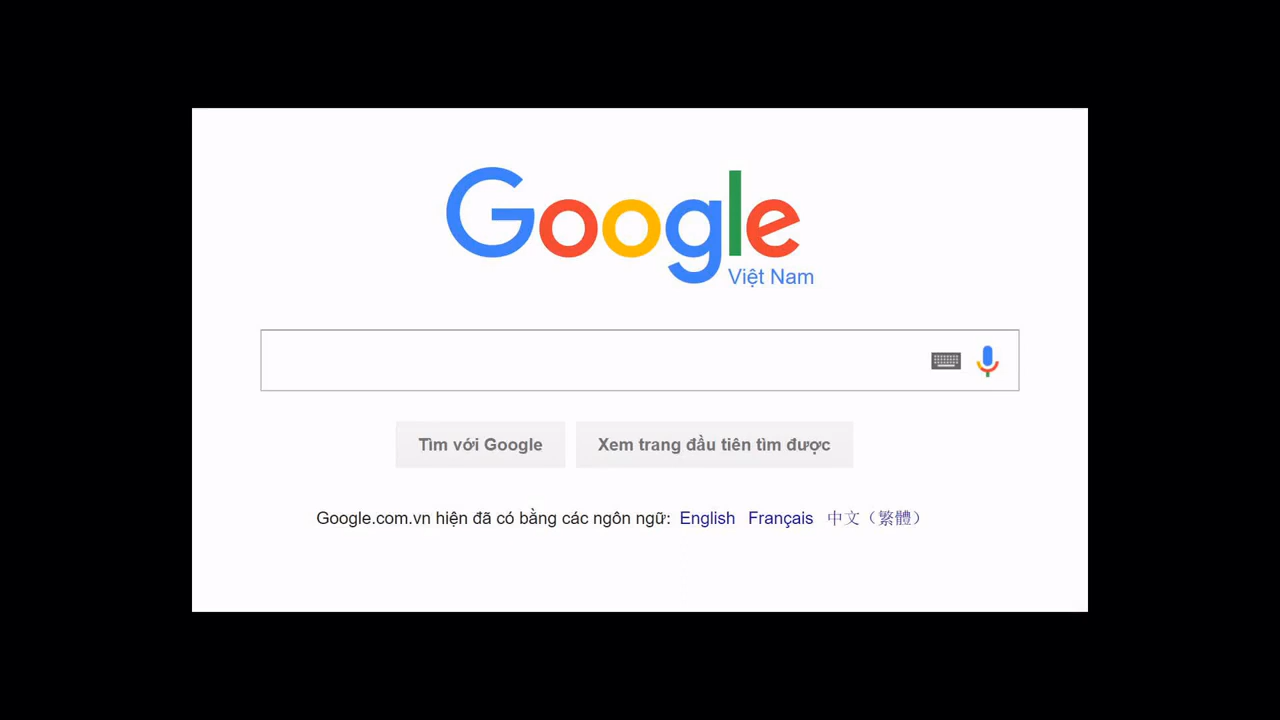 Google
Việt Nam
Tìm với Google
Xem trang đầu tiên tìm được
Google.com.vn hiện đã có bằng các ngôn ngữ: English Français 中文（繁體）